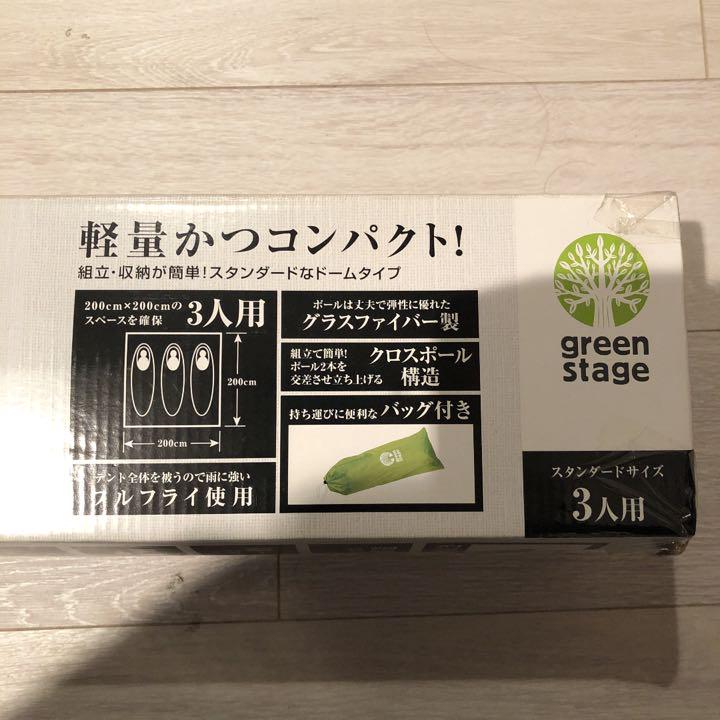 軽量かつコンパクト!
組立・収納が簡単!スタンダードなドームタイプ
200cm×200cmの
スペースを確保 3人用
200cm
200cm
テント全体を被うので雨に強い
フルフライ使用
ポールは丈夫で弾性に優れた
グラスファイバー製
組立て簡単!
ポール2本を
交差させ立ち上げる
クロスポール
構造
持ち運びに便利な バッグ付き
green
stage
スタンダードサイズ
3人用